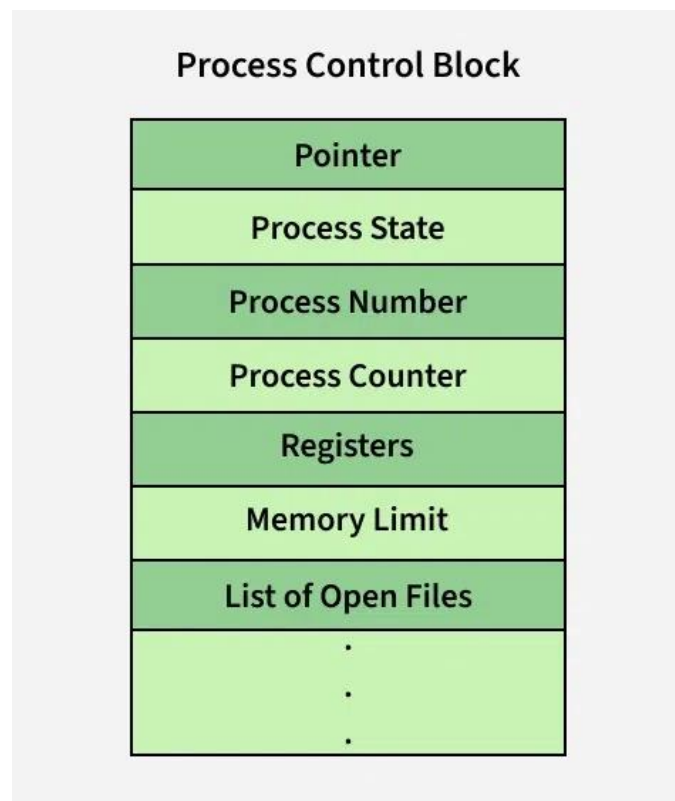 Process Control Block
Pointer
Process State
Process Number
Process Counter
Registers
Memory Limit
List of Open Files
.
.
.